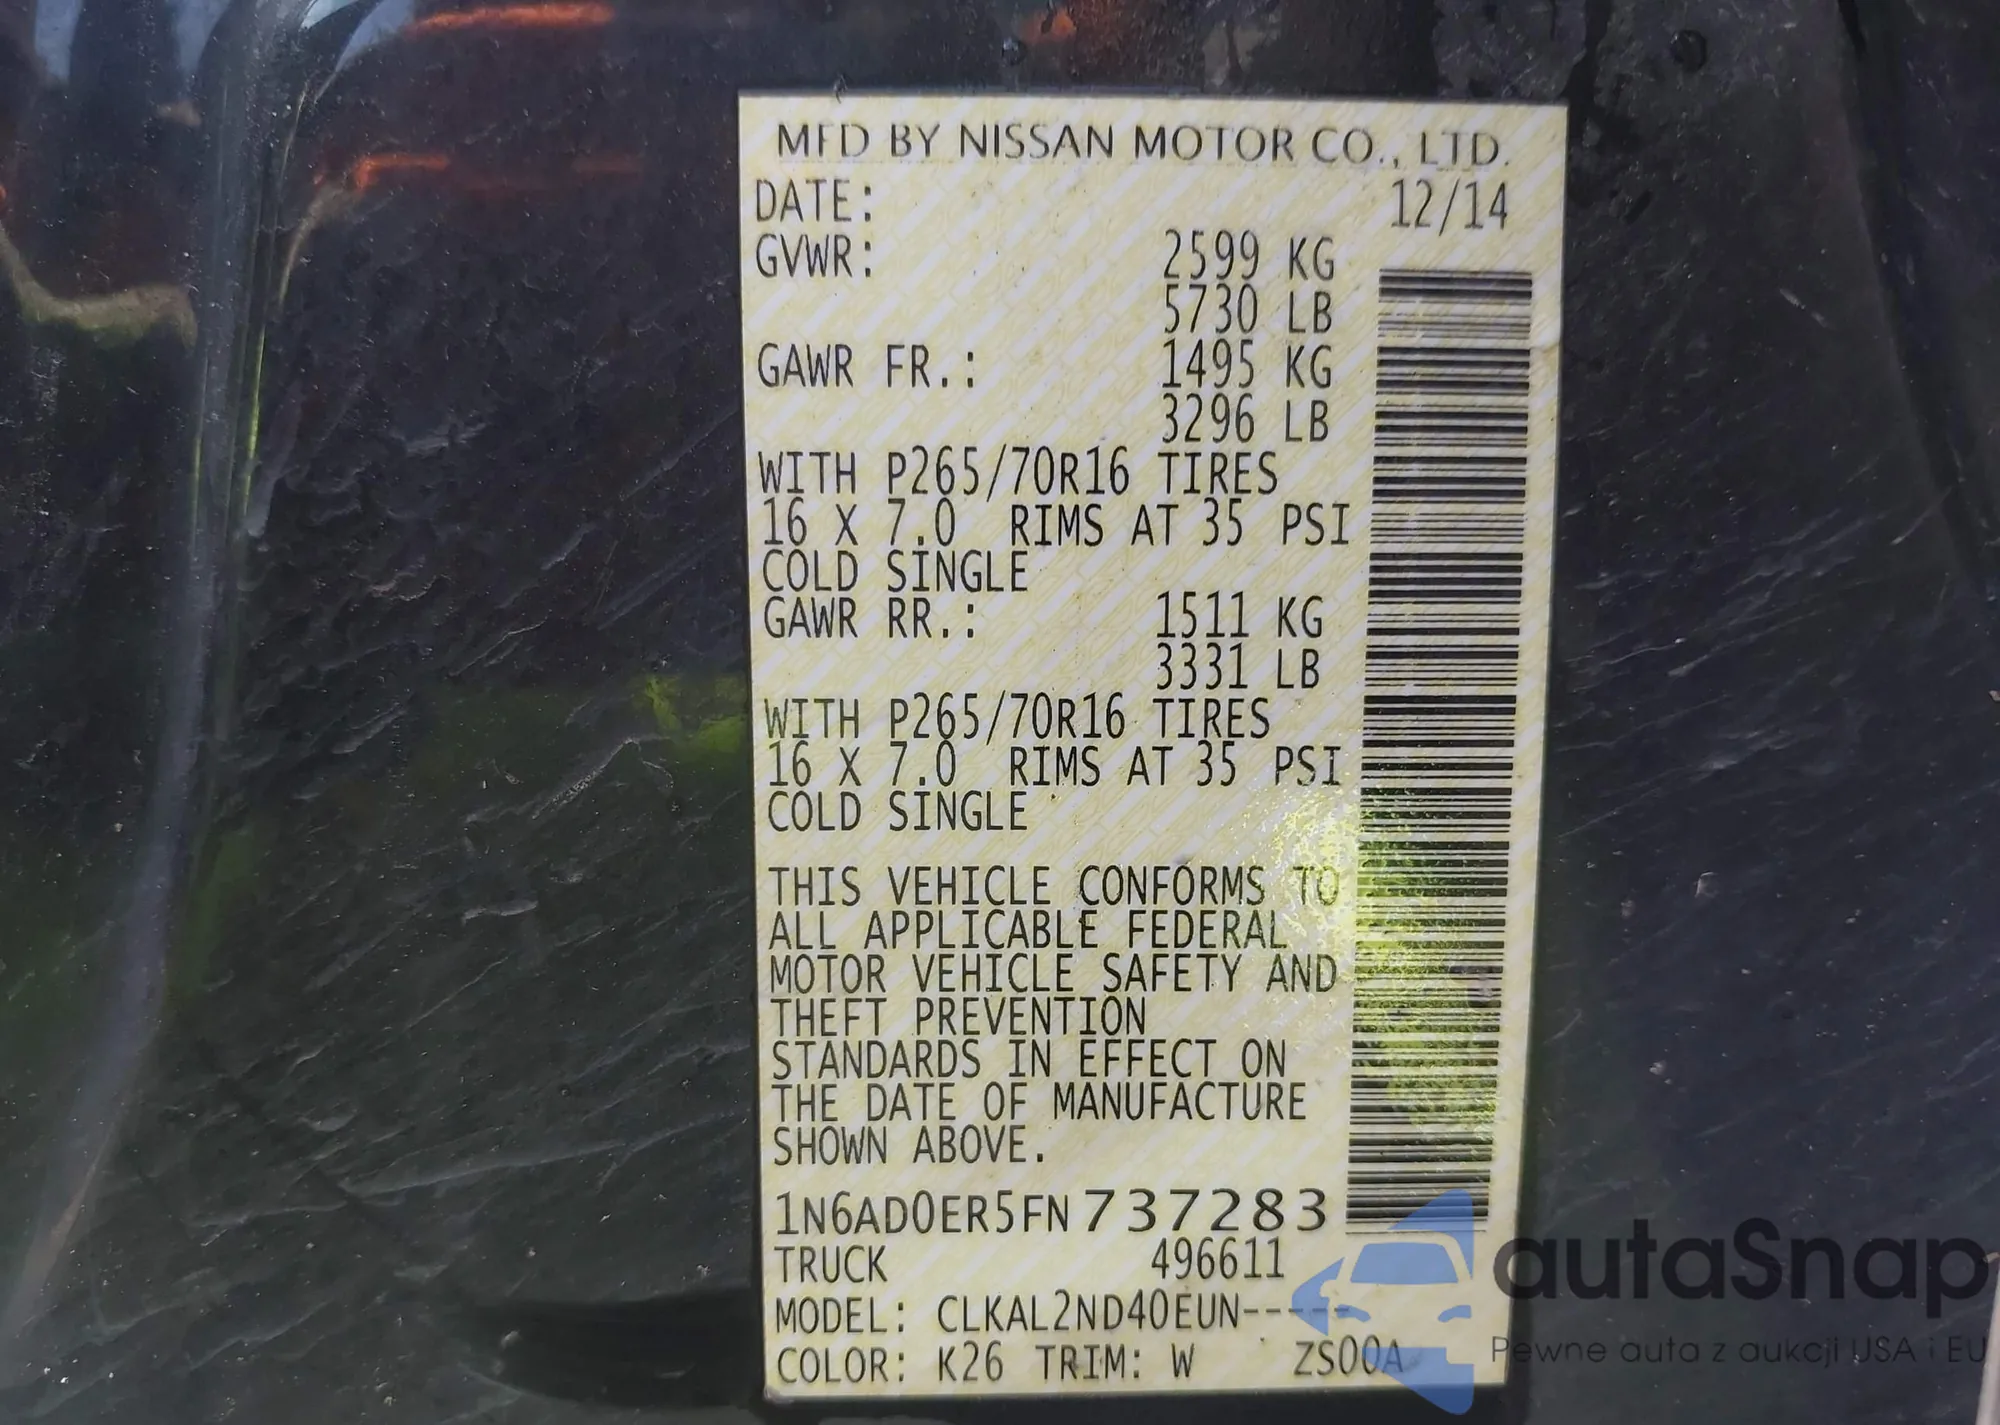 MFD BY NISSAN MOTOR CO., LTD.
DATE: 12/14
GVWR: 2599 KG
5730 LB
GAWR FR.: 1495 KG
3296 LB
WITH P265/70R16 TIRES
16 X 7.0 RIMS AT 35 PSI
COLD SINGLE
GAWR RR.: 1511 KG
3331 LB
WITH P265/70R16 TIRES
16 X 7.0 RIMS AT 35 PSI
COLD SINGLE
THIS VEHICLE CONFORMS TO
ALL APPLICABLE FEDERAL
MOTOR VEHICLE SAFETY AND
THEFT PREVENTION
STANDARDS IN EFFECT ON
THE DATE OF MANUFACTURE
SHOWN ABOVE.
1N6AD0ER5FN737283
TRUCK 496611
MODEL: CLKAL2ND40EUN-----
COLOR: K26 TRIM: W ZS00A
autaSnap
Pewne auta z aukcji USA i EU